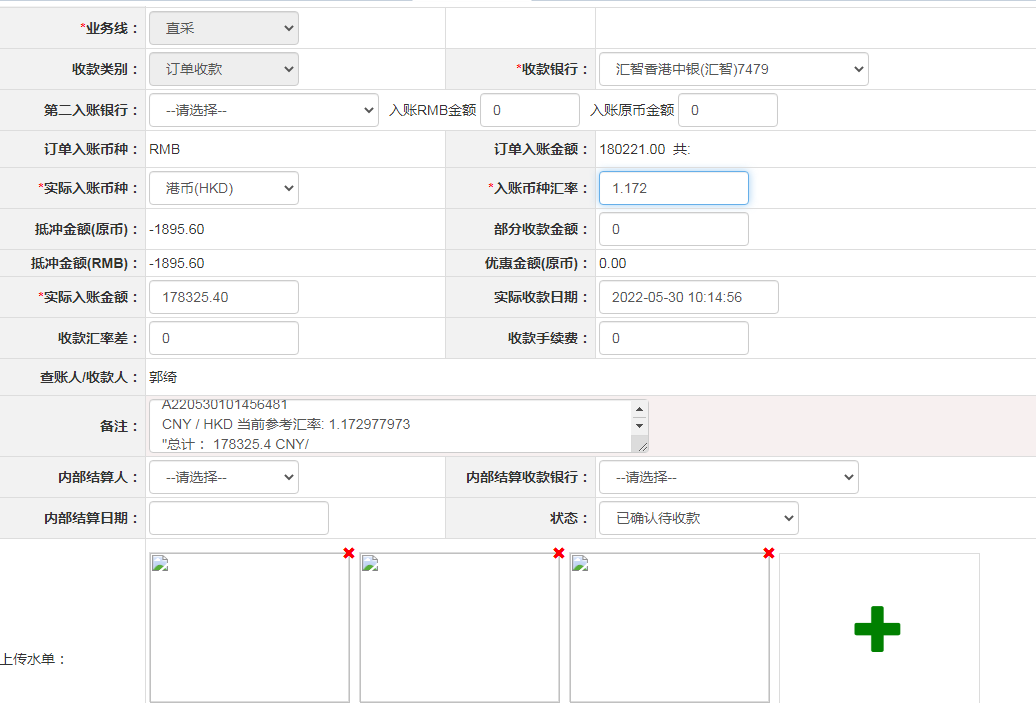 *业务线： 直采
收款类别： 订单收款 *收款银行： 汇智香港中银(汇智)7479
第二入账银行： --请选择-- 入账RMB金额 0 入账原币金额 0
订单入账币种： RMB 订单入账金额： 180221.00 共:
*实际入账币种： 港币(HKD) *入账币种汇率： 1.172
抵冲金额(原币)： -1895.60 部分收款金额： 0
抵冲金额(RMB)： -1895.60 优惠金额(原币)： 0.00
*实际入账金额： 178325.40 实际收款日期： 2022-05-30 10:14:56
收款汇率差： 0 收款手续费： 0
查账人/收款人： 郭绮
A220530101456481
备注： CNY / HKD 当前参考汇率: 1.172977973
"总计： 178325.4 CNY/
内部结算人： --请选择-- 内部结算收款银行： --请选择--
内部结算日期： 状态： 已确认待收款
上传水单：